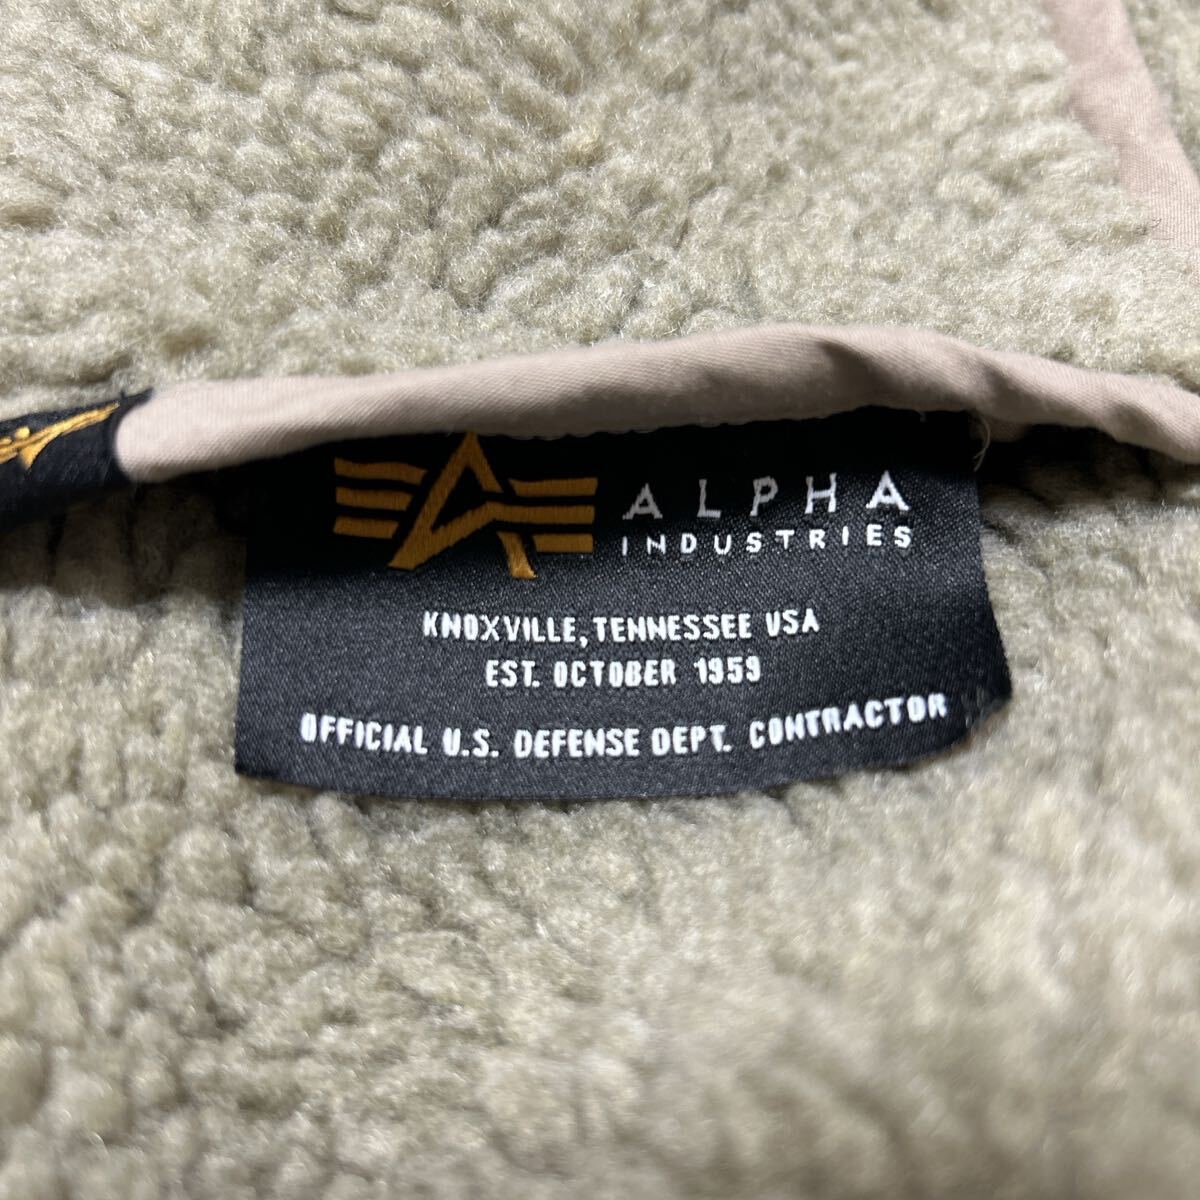 ALPHA
INDUSTRIES
KNOXVILLE, TENNESSEE USA
EST. OCTOBER 1959
OFFICIAL U.S. DEFENSE DEPT. CONTRACTOR